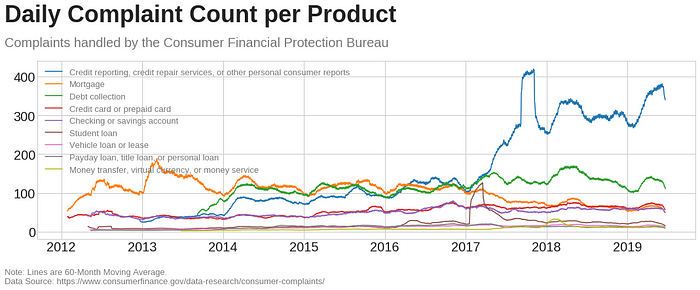 Daily Complaint Count per Product
Complaints handled by the Consumer Financial Protection Bureau
Credit reporting, credit repair services, or other personal consumer reports
Mortgage
Debt collection
Credit card or prepaid card
Checking or savings account
Student loan
Vehicle loan or lease
Payday loan, title loan, or personal loan
Money transfer, virtual currency, or money service
400
300
200
100
0
2012 2013 2014 2015 2016 2017 2018 2019
Note: Lines are 60-Month Moving Average.
Data Source: https://www.consumerfinance.gov/data-research/consumer-complaints/